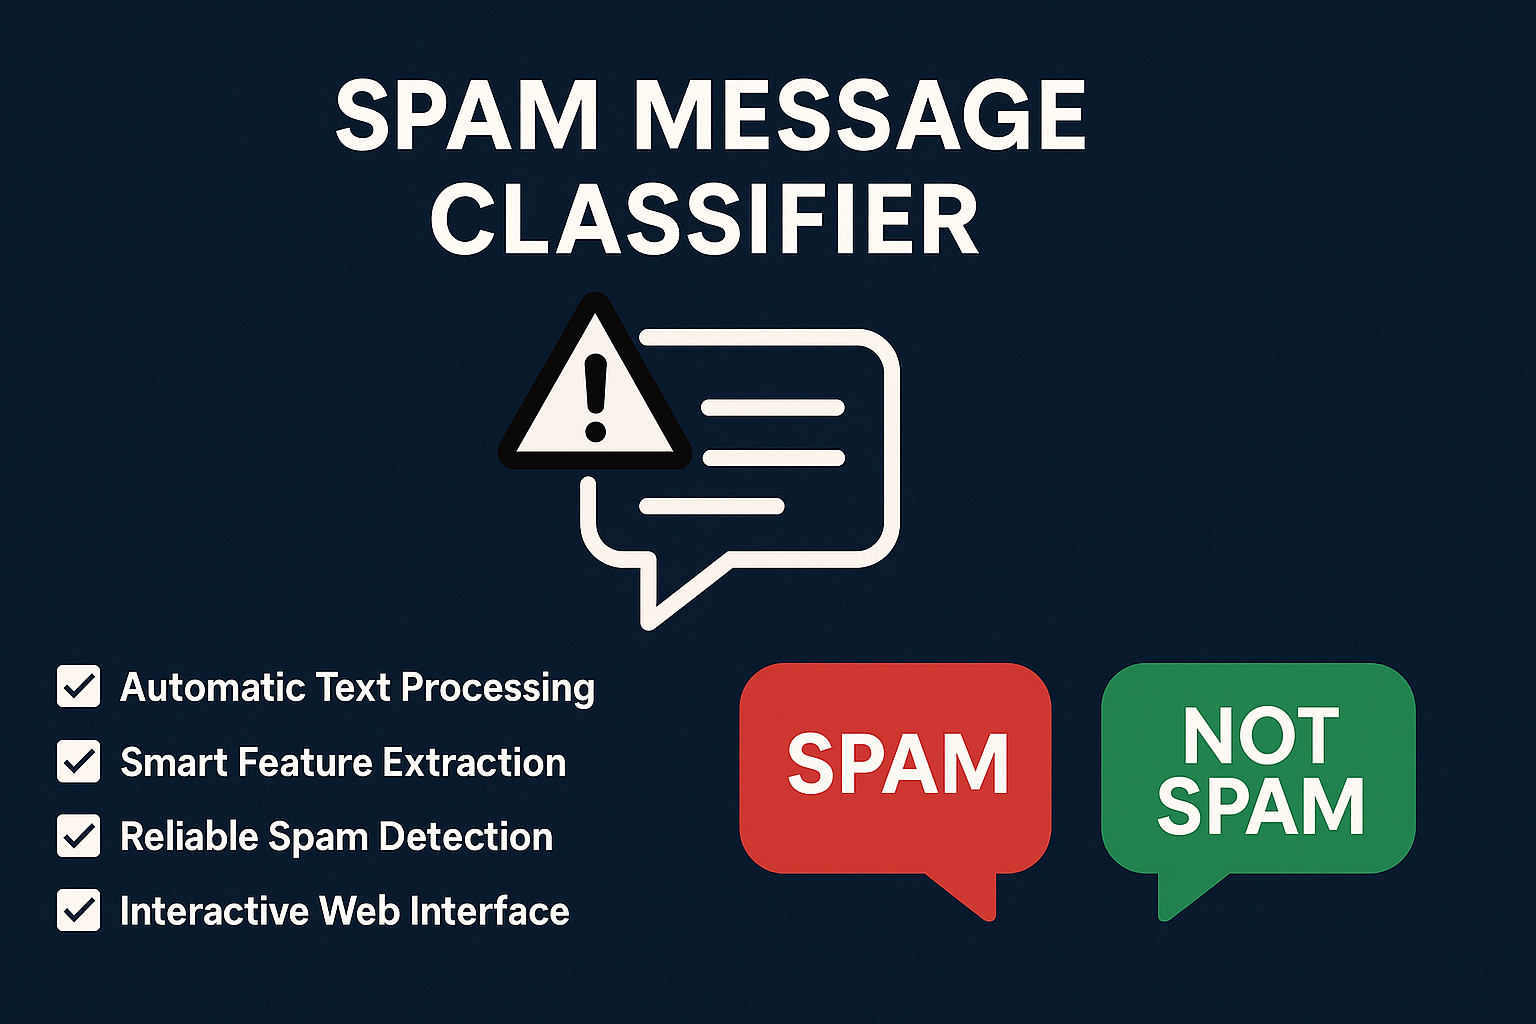 SPAM MESSAGE
CLASSIFIER
!
Automatic Text Processing
Smart Feature Extraction
Reliable Spam Detection
Interactive Web Interface
SPAM
NOT
SPAM